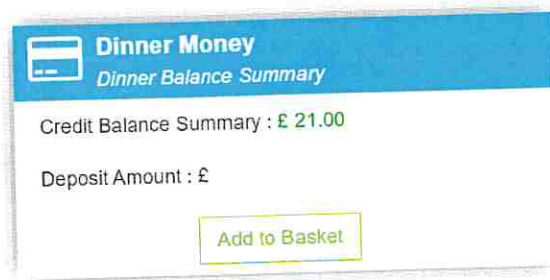 Dinner Money
Dinner Balance Summary
Credit Balance Summary : £ 21.00
Deposit Amount : £
Add to Basket